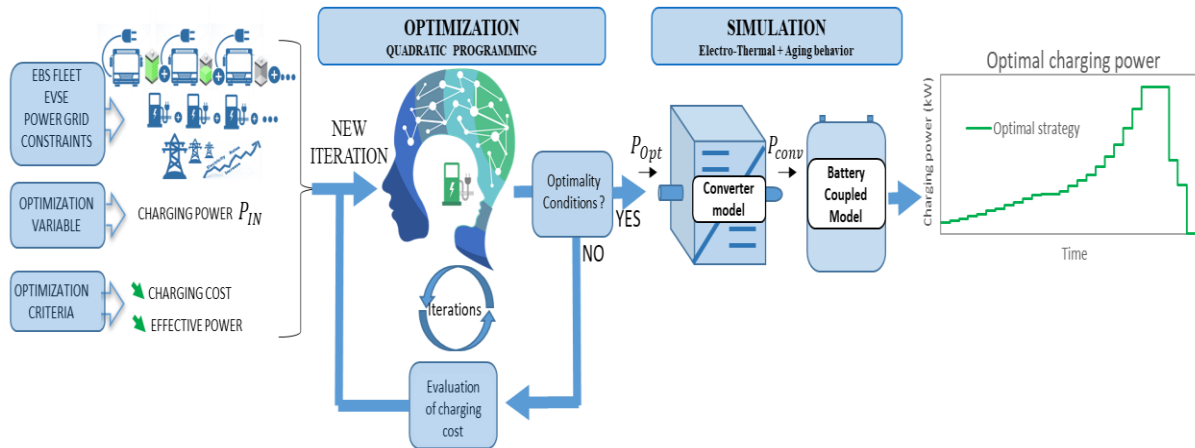 OPTIMIZATION
QUADRATIC PROGRAMMING
SIMULATION
Electro-Thermal + Aging behavior
EBS FLEET
EVSE
POWER GRID
CONSTRAINTS
OPTIMIZATION
VARIABLE
CHARGING POWER P_IN
OPTIMIZATION
CRITERIA
CHARGING COST
EFFECTIVE POWER
NEW
ITERATION
Iterations
Optimality
Conditions ?
YES
NO
Evaluation
of charging
cost
P_Opt
Converter
model
P_conv
Battery
Coupled
Model
Optimal charging power
Charging power (kW)
Optimal strategy
Time